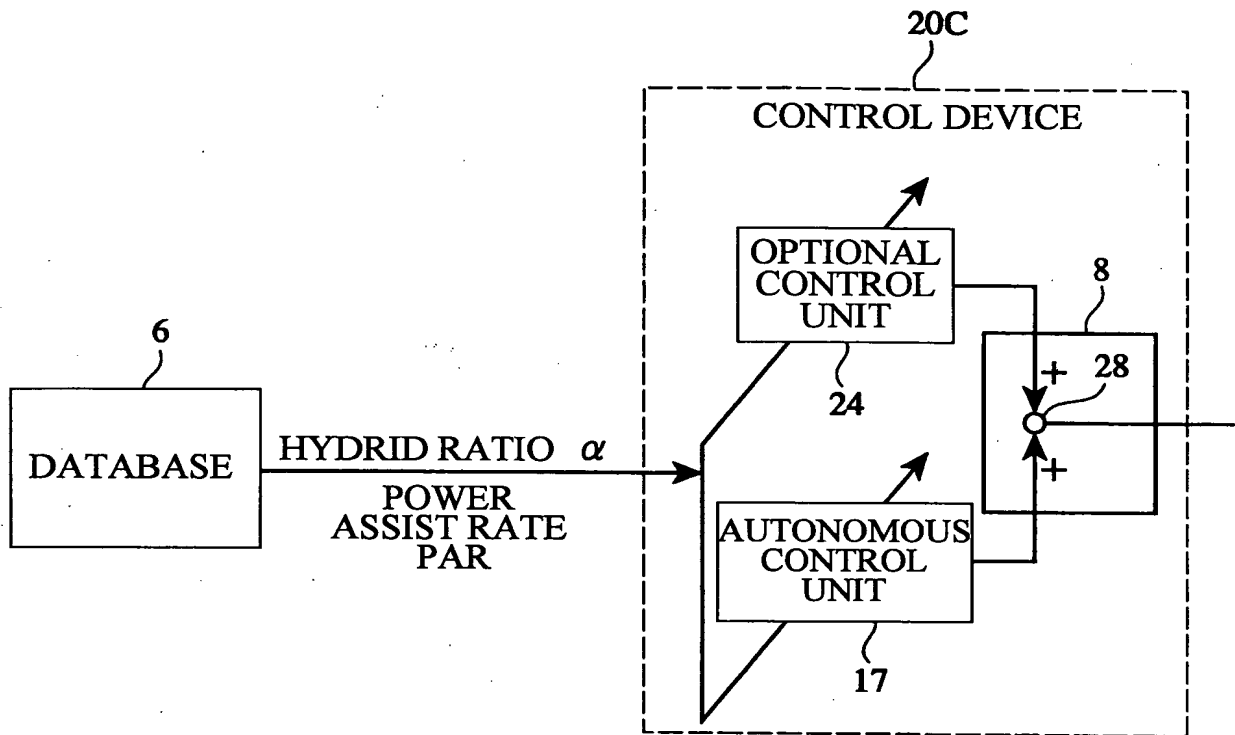 20C
CONTROL DEVICE
OPTIONAL
CONTROL
UNIT
24
8
+
28
+
6
DATABASE
HYDRID RATIO α
POWER
ASSIST RATE
PAR
AUTONOMOUS
CONTROL
UNIT
17